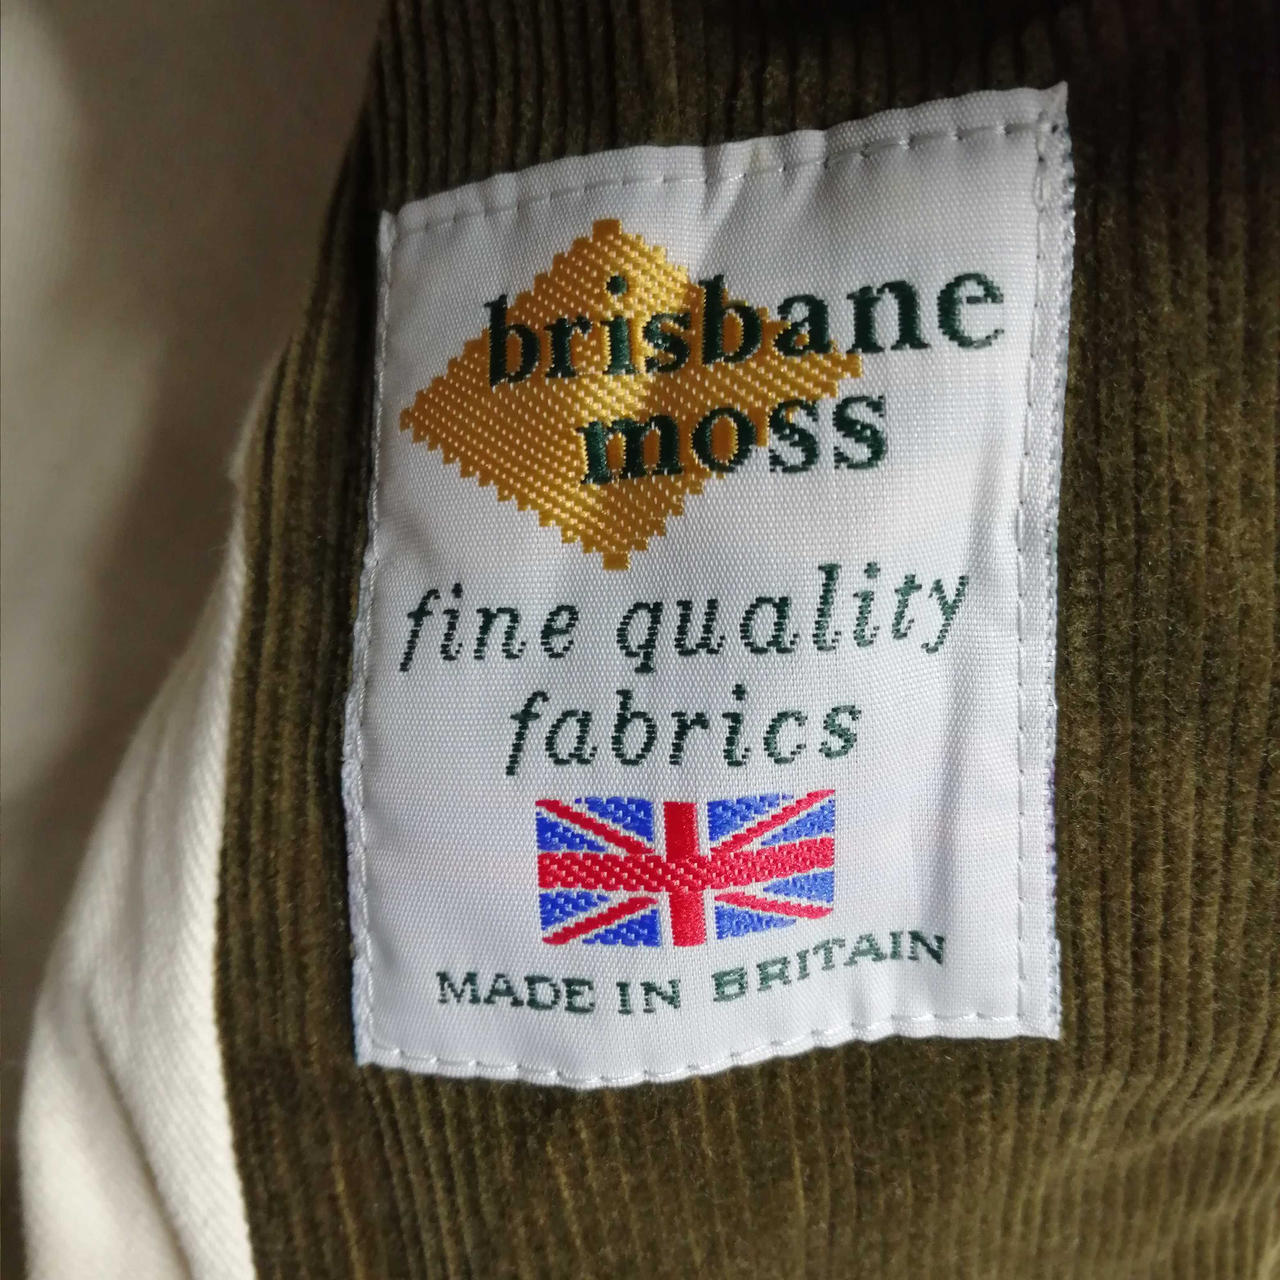 brisbane
moss
fine quality
fabrics
MADE IN BRITAIN